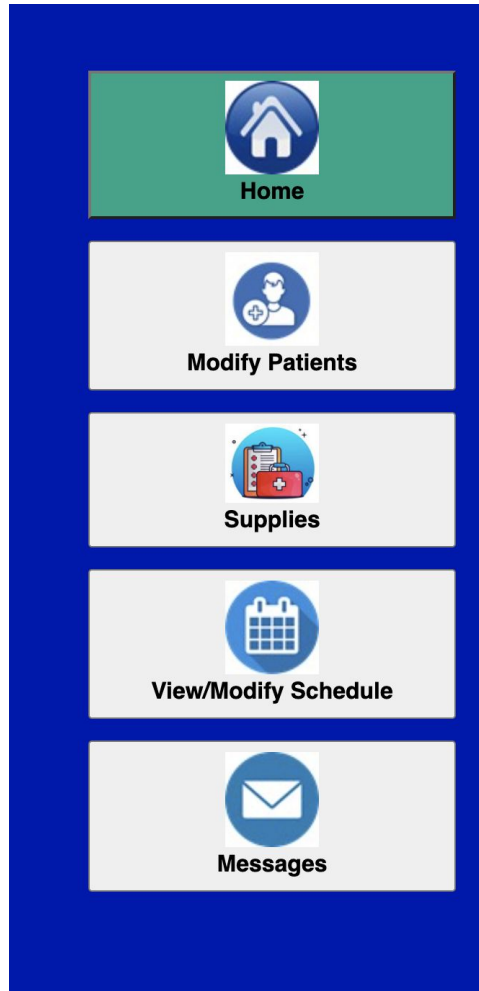 Home
Modify Patients
Supplies
View/Modify Schedule
Messages